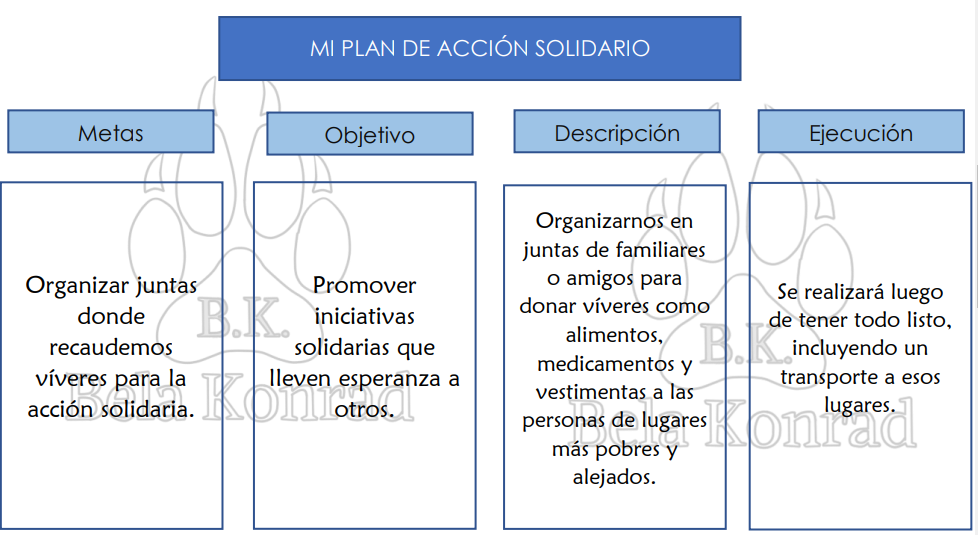 MI PLAN DE ACCIÓN SOLIDARIO
Metas
Objetivo
Descripción
Ejecución
Organizar juntas
donde
recaudemos
víveres para la
acción solidaria.
Promover
iniciativas
solidarias que
lleven esperanza a
otros.
Organizarnos en
juntas de familiares
o amigos para
donar víveres como
alimentos,
medicamentos y
vestimentas a las
personas de lugares
más pobres y
alejados.
Se realizará luego
de tener todo listo,
incluyendo un
transporte a esos
lugares.
B.K.
Bela Konrad
B.K.
Bela Konrad